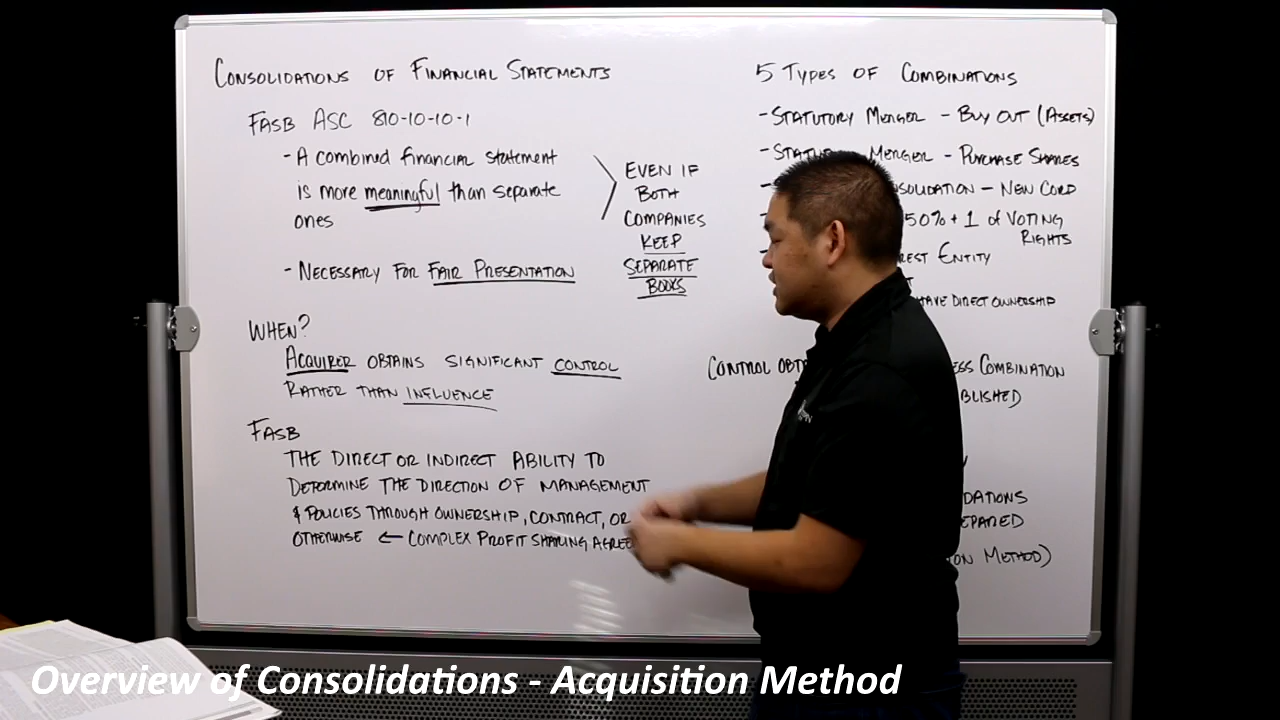 CONSOLIDATIONS OF FINANCIAL STATEMENTS
FASB ASC 810-10-10-1
- A combined financial statement
is more meaningful than separate
ones
- NECESSARY FOR FAIR PRESENTATION
EVEN IF
BOTH
COMPANIES
KEEP
SEPARATE
BOOKS
WHEN?
ACQUIRER OBTAINS SIGNIFICANT CONTROL
RATHER THAN INFLUENCE
FASB
THE DIRECT OR INDIRECT ABILITY TO
DETERMINE THE DIRECTION OF MANAGEMENT
& POLICIES THROUGH OWNERSHIP, CONTRACT, OR
OTHERWISE ← COMPLEX PROFIT SHARING
5 TYPES OF COMBINATIONS
- STATUTORY MERGER - BUY OUT (ASSETS)
MERGER - PURCHASE SHARES
- NEW CORP
50% + 1 of VOTING
RIGHTS
ENTITY
HAVE DIRECT OWNERSHIP
CONTROL COMBINATION
METHOD)
Overview of Consolidations - Acquisition Method